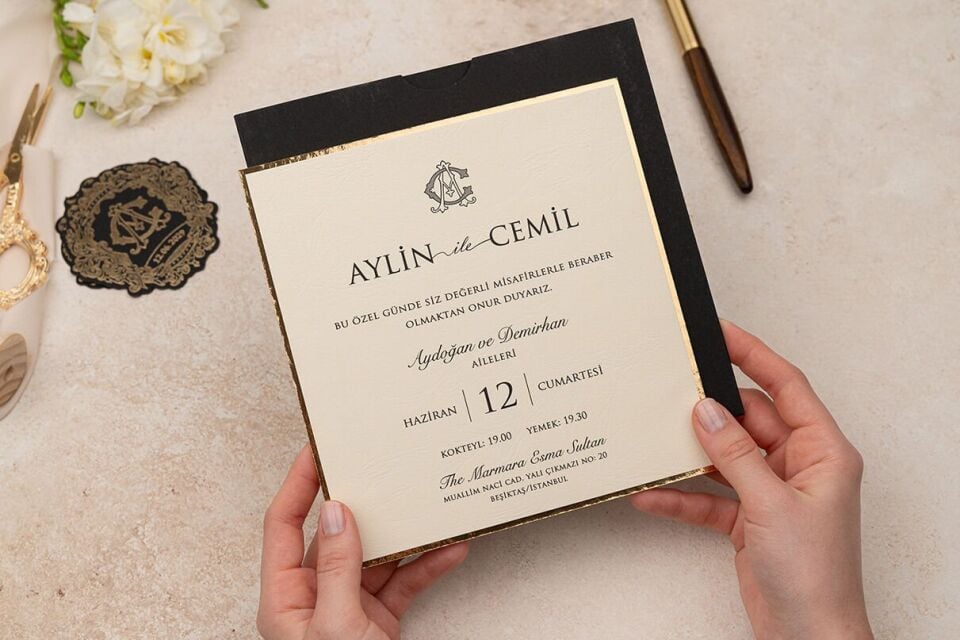 AYLİN ile CEMİL
BU ÖZEL GÜNDE SİZ DEĞERLİ MİSAFİRLERLE BERABER
OLMAKTAN ONUR DUYARIZ.
Aydoğan ve Demirhan
AİLELERİ
HAZİRAN | 12 | CUMARTESİ
KOKTEYL: 19.00 YEMEK: 19.30
The Marmara Esma Sultan
MUALLİM NACİ CAD. YALI ÇIKMAZI NO: 20
BEŞİKTAŞ/İSTANBUL